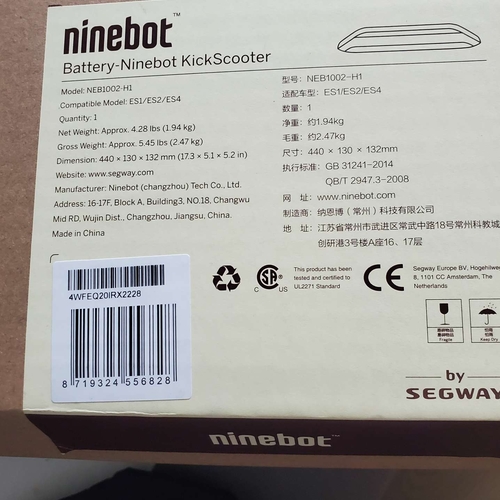 ninebot™
Battery-Ninebot KickScooter
Model: NEB1002-H1
Compatible Model: ES1/ES2/ES4
Quantity: 1
Net Weight: Approx. 4.28 lbs (1.94 kg)
Gross Weight: Approx. 5.45 lbs (2.47 kg)
Dimension: 440 × 130 × 132 mm (17.3 × 5.1 × 5.2 in)
Website: www.segway.com
Manufacturer: Ninebot (changzhou) Tech Co., Ltd.
Address: 16-17F, Block A, Building3, NO.18, Changwu
Mid RD, Wujin Dist., Changzhou, Jiangsu, China.
Made in China
型号: NEB1002-H1
适配车型: ES1/ES2/ES4
数量: 1
净重: 约1.94kg
毛重: 约2.47kg
尺寸: 440 × 130 × 132mm
执行标准: GB 31241-2014
QB/T 2947.3-2008
网 址: www.ninebot.com
制造商: 纳恩博（常州）科技有限公司
地 址: 江苏省常州市武进区常武中路18号常州科教城
创研港3号楼A座16、17层
4WFEQ20IRX2228
8 719324 556828
C US
This product has been
tested and certified to
UL2271 Standard
CE
Segway Europe BV, Hogehilweg
8, 1101 CC Amsterdam, The
Netherlands
Fragile
Keep Dry
by
SEGWAY
ninebot